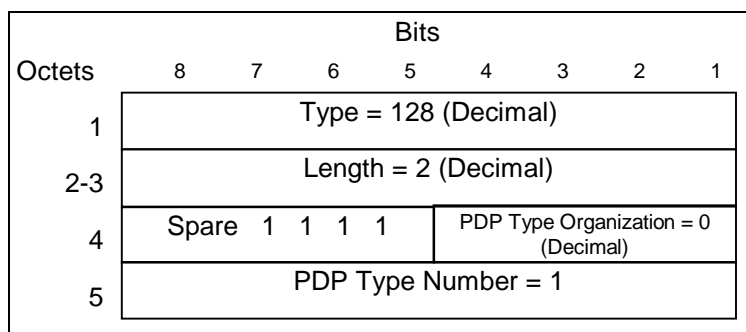 Bits
Octets 8 7 6 5 4 3 2 1
1 Type = 128 (Decimal)
2-3 Length = 2 (Decimal)
4 Spare 1 1 1 1 PDP Type Organization = 0
(Decimal)
5 PDP Type Number = 1